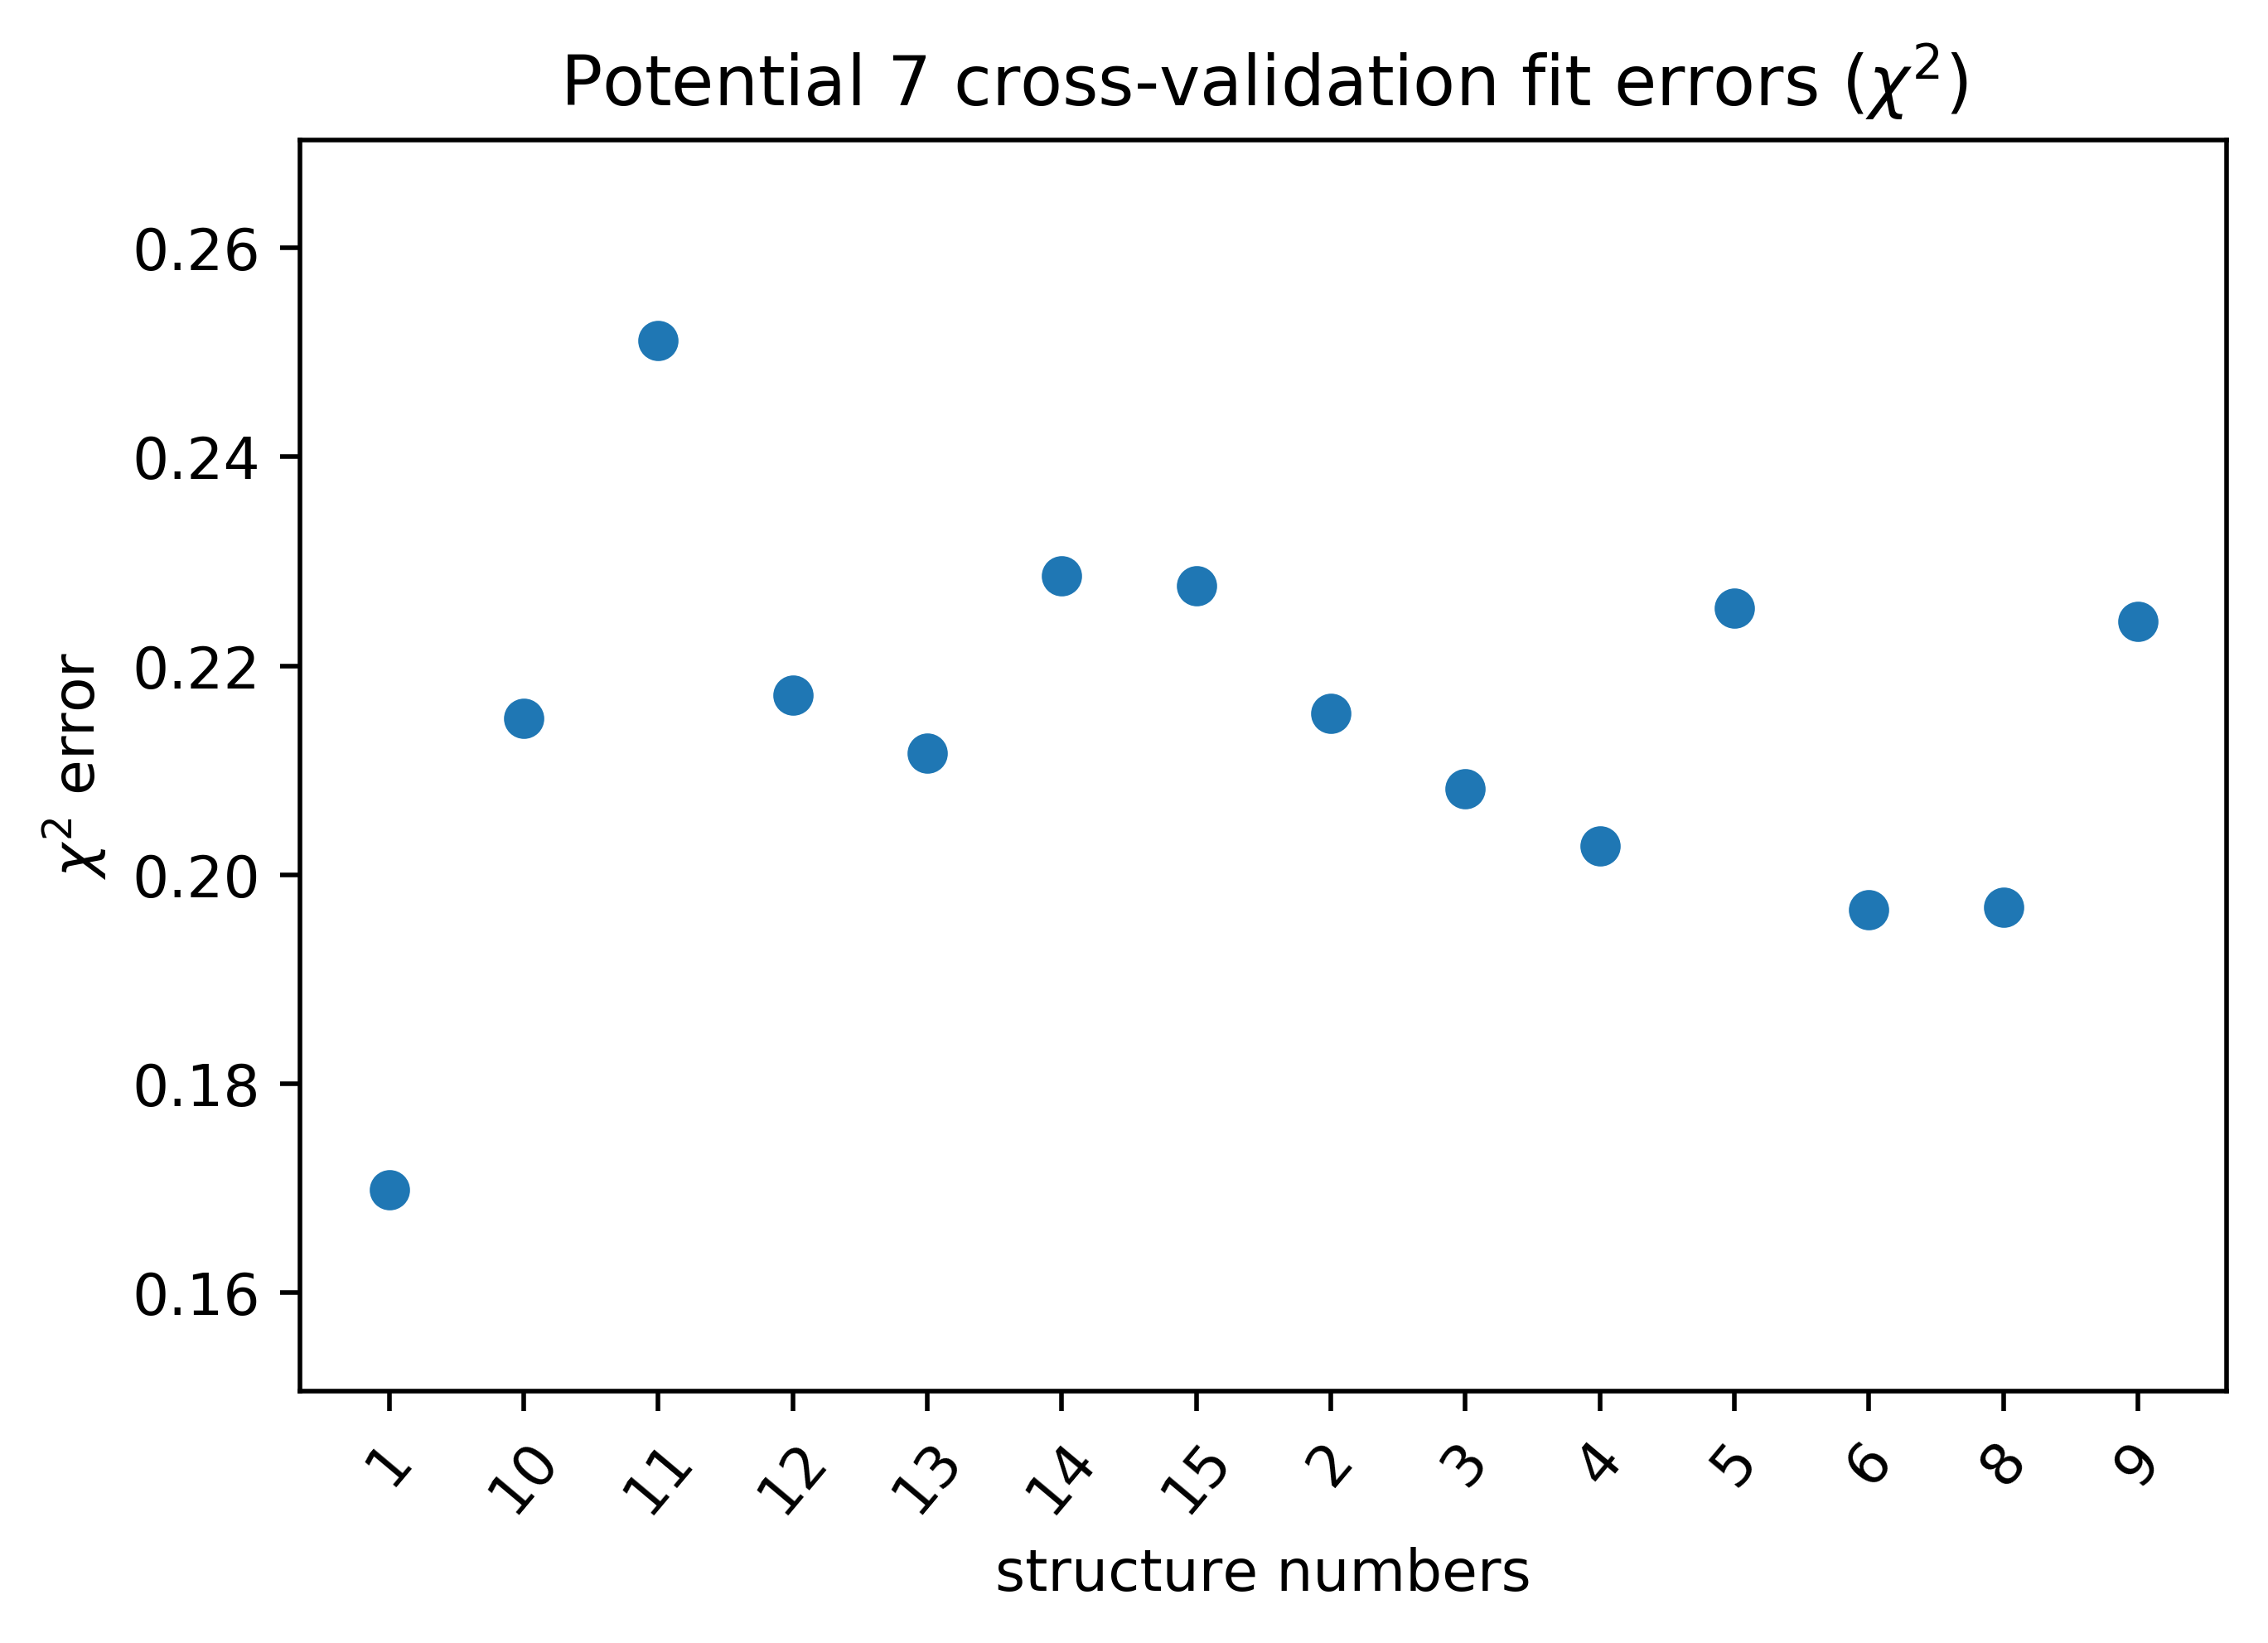 Potential 7 cross-validation fit errors (χ²)
0.26
0.24
0.22
0.20
0.18
0.16
χ² error
1 10 11 12 13 14 15 2 3 4 5 6 8 9
structure numbers